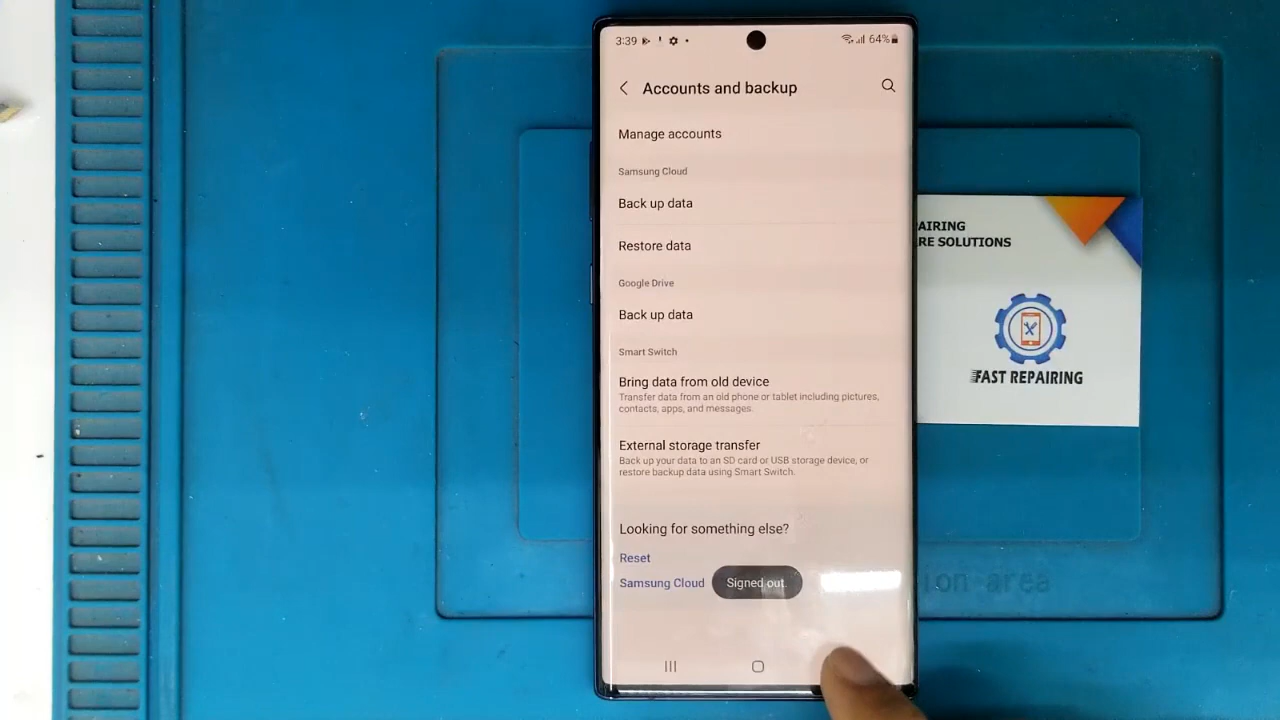 3:39
64%
Accounts and backup
Manage accounts
Samsung Cloud
Back up data
Restore data
Google Drive
Back up data
Smart Switch
Bring data from old device
Transfer data from an old phone or tablet including pictures,
contacts, apps, and messages.
External storage transfer
Back up your data to an SD card or USB storage device, or
restore backup data using Smart Switch.
Looking for something else?
Reset
Samsung Cloud
Signed out.
AIRING
RE SOLUTIONS
FAST REPAIRING
ion area